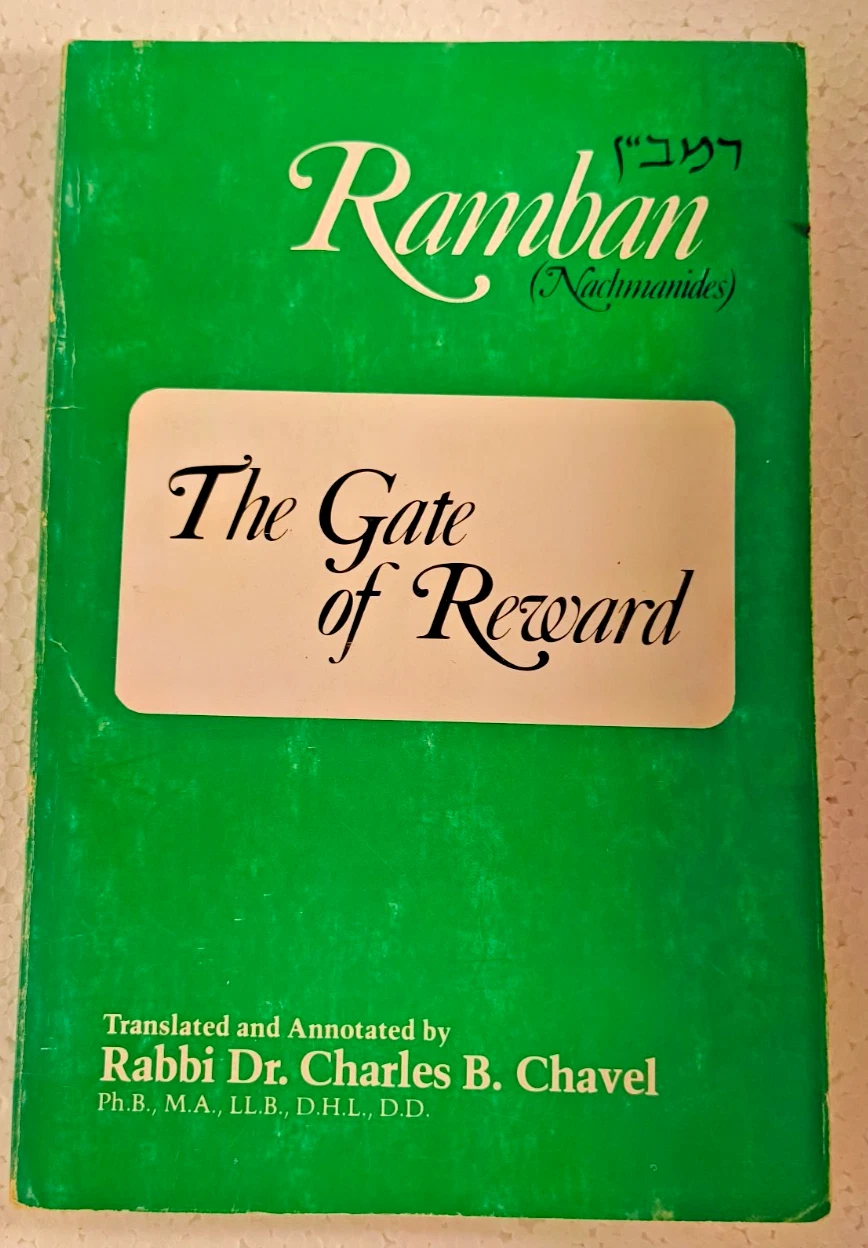 רמב"ן
Ramban
(Nachmanides)
The Gate
of Reward
Translated and Annotated by
Rabbi Dr. Charles B. Chavel
Ph.B., M.A., LL.B., D.H.L., D.D.